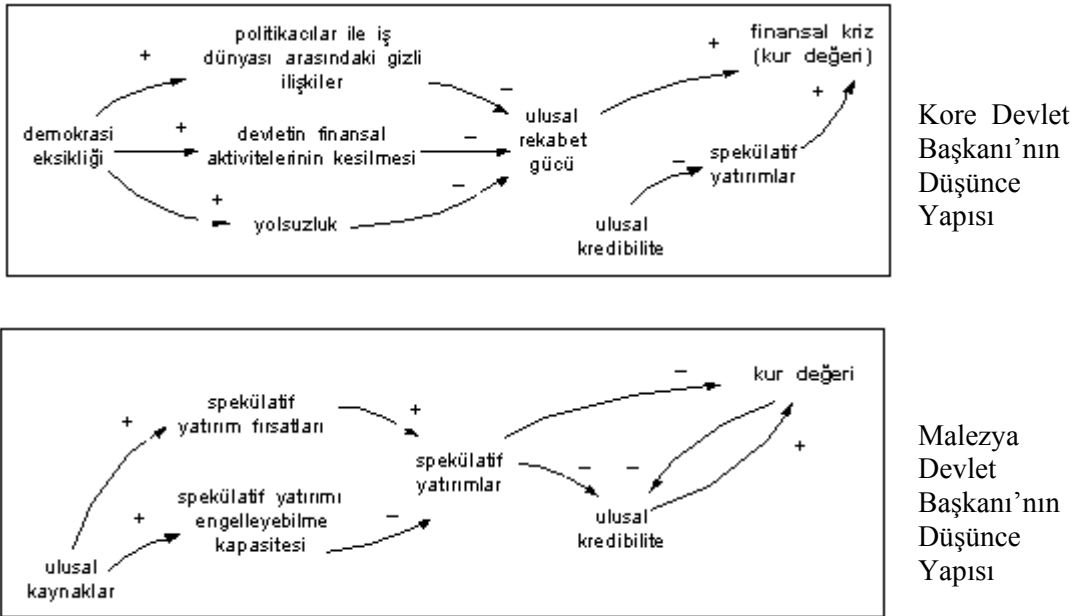 politikacılar ile iş
dünyası arasındaki gizli
ilişkiler
finansal kriz
(kur değeri)
+
+
–
+
demokrasi
eksikliği
+
devletin finansal
aktivitelerinin kesilmesi
–
ulusal
rekabet
gücü
–
spekülatif
yatırımlar
+
yolsuzluk
–
ulusal
kredibilite
Kore Devlet
Başkanı’nın
Düşünce
Yapısı
kur değeri
–
spekülatif
yatırım fırsatları
+
+
+
spekülatif
yatırımlar
–
–
spekülatif yatırımı
engelleyebilme
kapasitesi
+
–
ulusal
kredibilite
ulusal
kaynaklar
Malezya
Devlet
Başkanı’nın
Düşünce
Yapısı